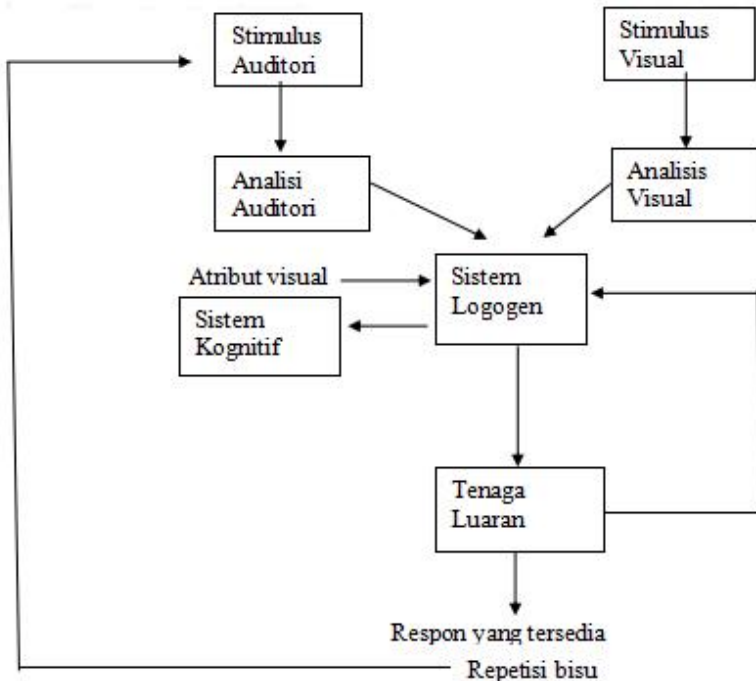 Stimulus
Auditori
Stimulus
Visual
Analisi
Auditori
Analisis
Visual
Atribut visual
Sistem
Logogen
Sistem
Kognitif
Tenaga
Luaran
Respon yang tersedia
Repetisi bisu